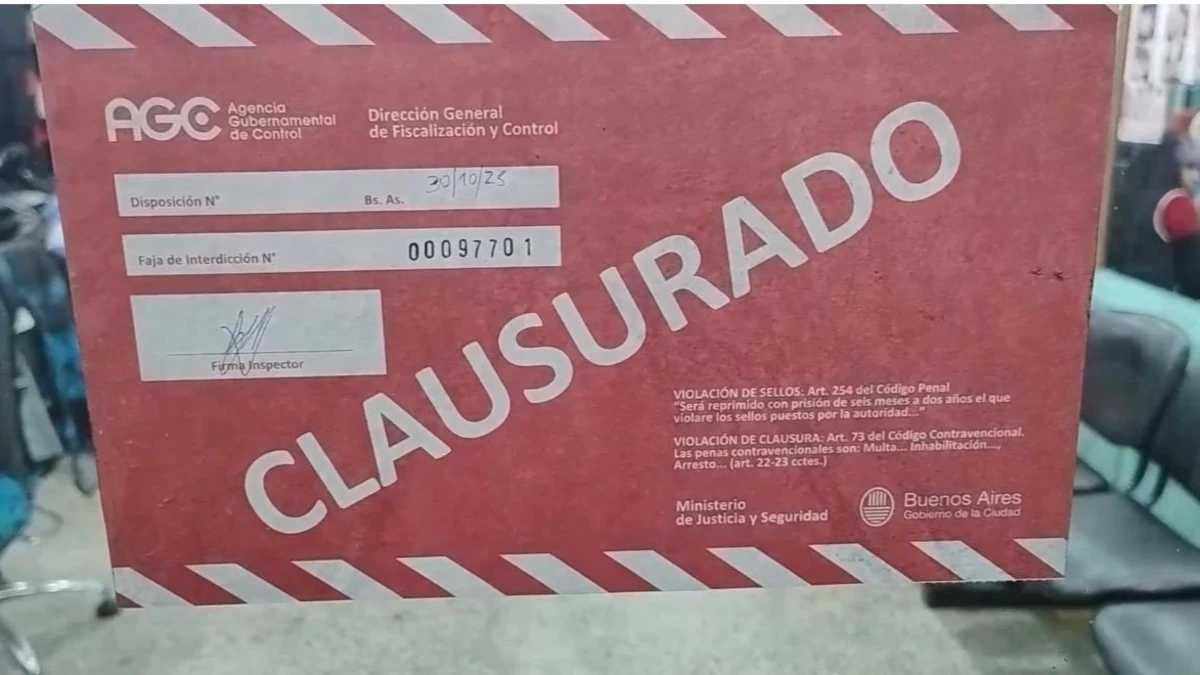 AGC Agencia
Gubernamental
de Control
Dirección General
de Fiscalización y Control
Disposición N°
Bs. As. 30/10/25
Faja de Interdicción N° 00097701
Firma Inspector
CLAUSURADO
VIOLACIÓN DE SELLOS: Art. 254 del Código Penal
"Será reprimido con prisión de seis meses a dos años el que
violare los sellos puestos por la autoridad..."
VIOLACIÓN DE CLAUSURA: Art. 73 del Código Contravencional.
Las penas contravencionales son: Multa... Inhabilitación...,
Arresto... (art. 22-23 cctes.)
Ministerio
de Justicia y Seguridad
Buenos Aires
Gobierno de la Ciudad